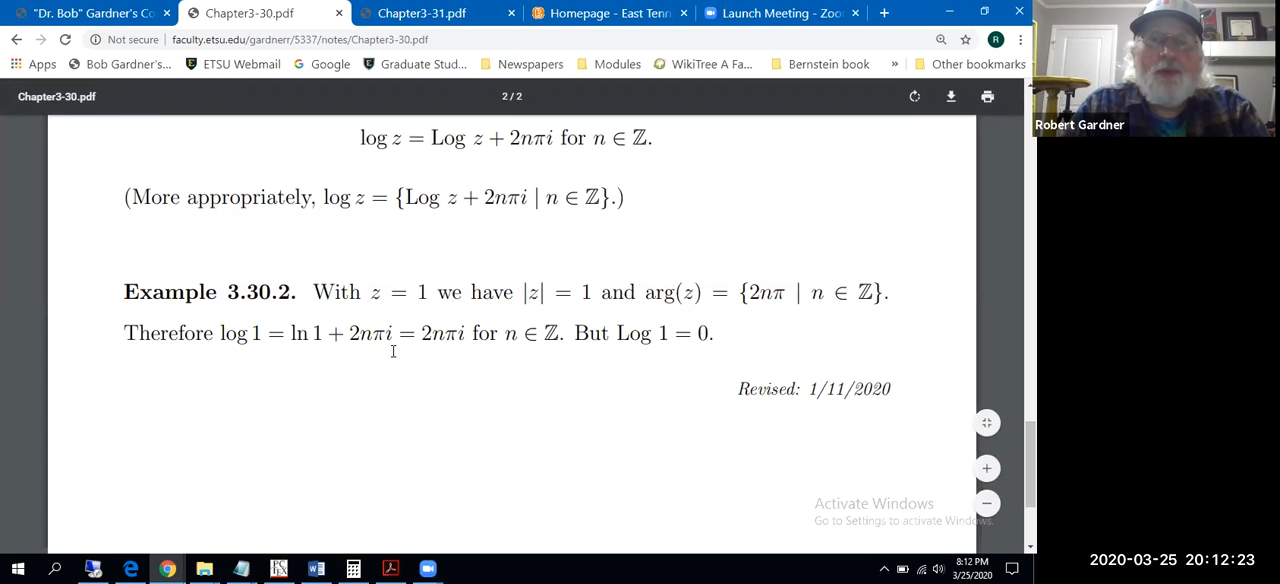 "Dr. Bob" Gardner's Co
Chapter3-30.pdf
Chapter3-31.pdf
Homepage - East Tenn
Launch Meeting - Zoo
Not secure | faculty.etsu.edu/gardnerr/5337/notes/Chapter3-30.pdf
R
Apps
Bob Gardner's...
ETSU Webmail
Google
Graduate Stud...
Newspapers
Modules
WikiTree A Fa...
Bernstein book
»
Other bookmarks
Chapter3-30.pdf
2 / 2
Robert Gardner
log z = Log z + 2nπi for n ∈ ℤ.
(More appropriately, log z = {Log z + 2nπi | n ∈ ℤ}.)
Example 3.30.2. With z = 1 we have |z| = 1 and arg(z) = {2nπ | n ∈ ℤ}.
Therefore log 1 = ln 1 + 2nπi = 2nπi for n ∈ ℤ. But Log 1 = 0.
Revised: 1/11/2020
Activate Windows
Go to Settings to activate Windows.
8:12 PM
3/25/2020
2020-03-25 20:12:23